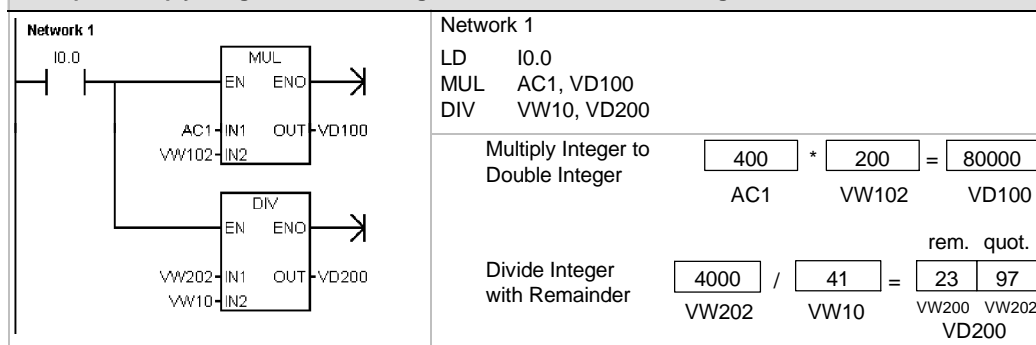 Network 1
I0.0
MUL
EN ENO
AC1 IN1 OUT VD100
VW102 IN2
DIV
EN ENO
VW202 IN1 OUT VD200
VW10 IN2
Network 1
LD I0.0
MUL AC1, VD100
DIV VW10, VD200
Multiply Integer to
Double Integer
400 * 200 = 80000
AC1 VW102 VD100
Divide Integer
with Remainder
rem. quot.
4000 / 41 = 23 97
VW202 VW10 VW200 VW202
VD200